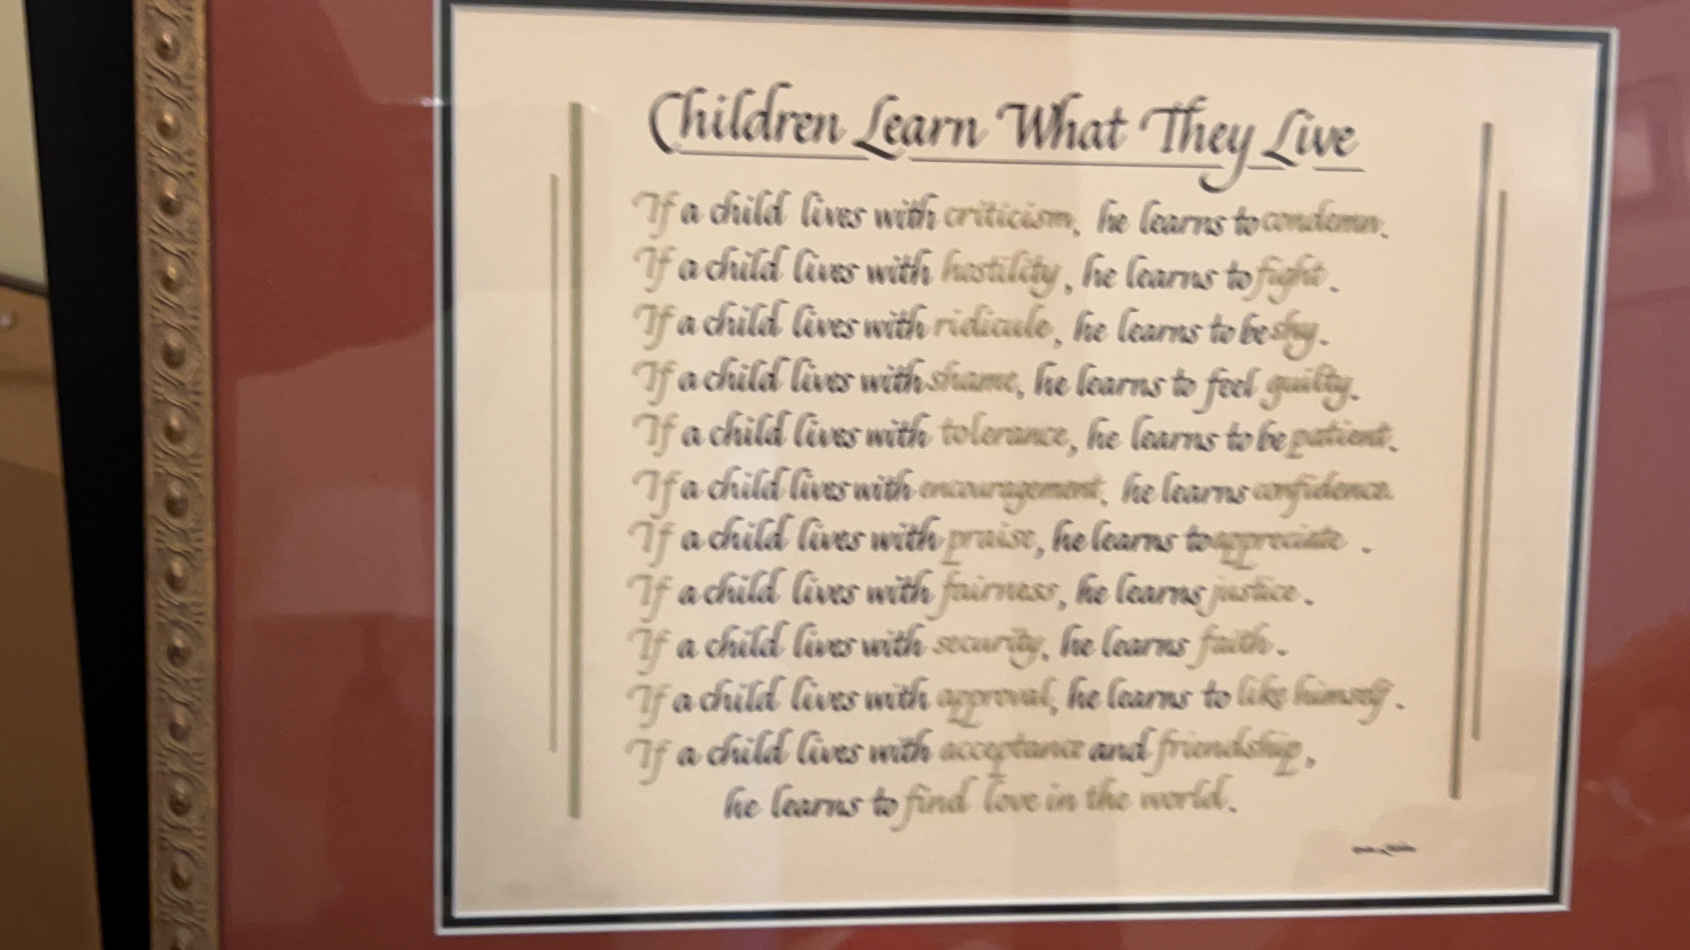 Children Learn What They Live
If a child lives with criticism, he learns to condemn.
If a child lives with hostility, he learns to fight.
If a child lives with ridicule, he learns to be shy.
If a child lives with shame, he learns to feel guilty.
If a child lives with tolerance, he learns to be patient.
If a child lives with encouragement, he learns confidence.
If a child lives with praise, he learns to appreciate.
If a child lives with fairness, he learns justice.
If a child lives with security, he learns faith.
If a child lives with approval, he learns to like himself.
If a child lives with acceptance and friendship,
he learns to find love in the world.